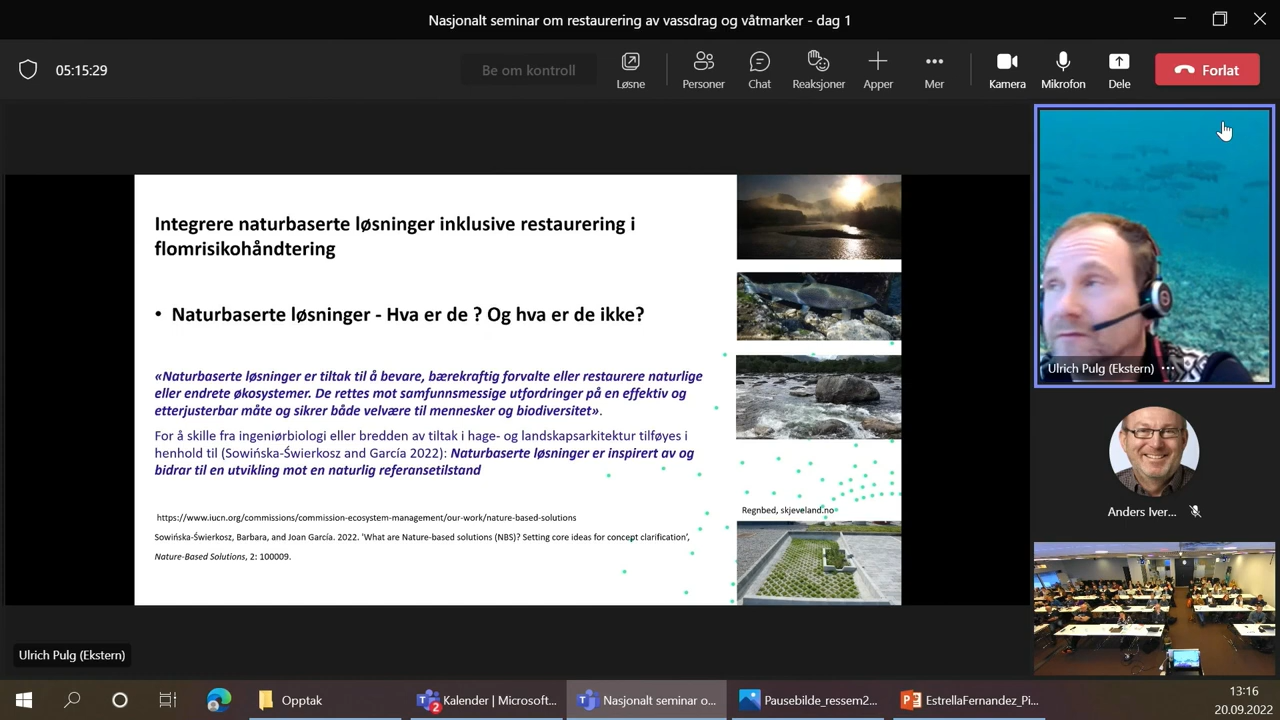 Nasjonalt seminar om restaurering av vassdrag og våtmarker - dag 1
05:15:29
Be om kontroll
Løsne
Personer
Chat
Reaksjoner
Apper
Mer
Kamera
Mikrofon
Dele
Forlat
Integrere naturbaserte løsninger inklusive restaurering i
flomrisikohåndtering
• Naturbaserte løsninger - Hva er de ? Og hva er de ikke?
«Naturbaserte løsninger er tiltak til å bevare, bærekraftig forvalte eller restaurere naturlige
eller endrete økosystemer. De rettes mot samfunnsmessige utfordringer på en effektiv og
etterjusterbar måte og sikrer både velvære til mennesker og biodiversitet».
For å skille fra ingeniørbiologi eller bredden av tiltak i hage- og landskapsarkitektur tilføyes i
henhold til (Sowińska-Świerkosz and García 2022): Naturbaserte løsninger er inspirert av og
bidrar til en utvikling mot en naturlig referansetilstand
https://www.iucn.org/commissions/commission-ecosystem-management/our-work/nature-based-solutions
Sowińska-Świerkosz, Barbara, and Joan García. 2022. 'What are Nature-based solutions (NBS)? Setting core ideas for concept clarification',
Nature-Based Solutions, 2: 100009.
Regnbed, skjeveland.no
Ulrich Pulg (Ekstern) •••
Anders Iver...
Ulrich Pulg (Ekstern)
Opptak
2
Kalender | Microsoft...
Nasjonalt seminar o...
Pausebilde_ressem2...
EstrellaFernandez_Pi...
13:16
20.09.2022